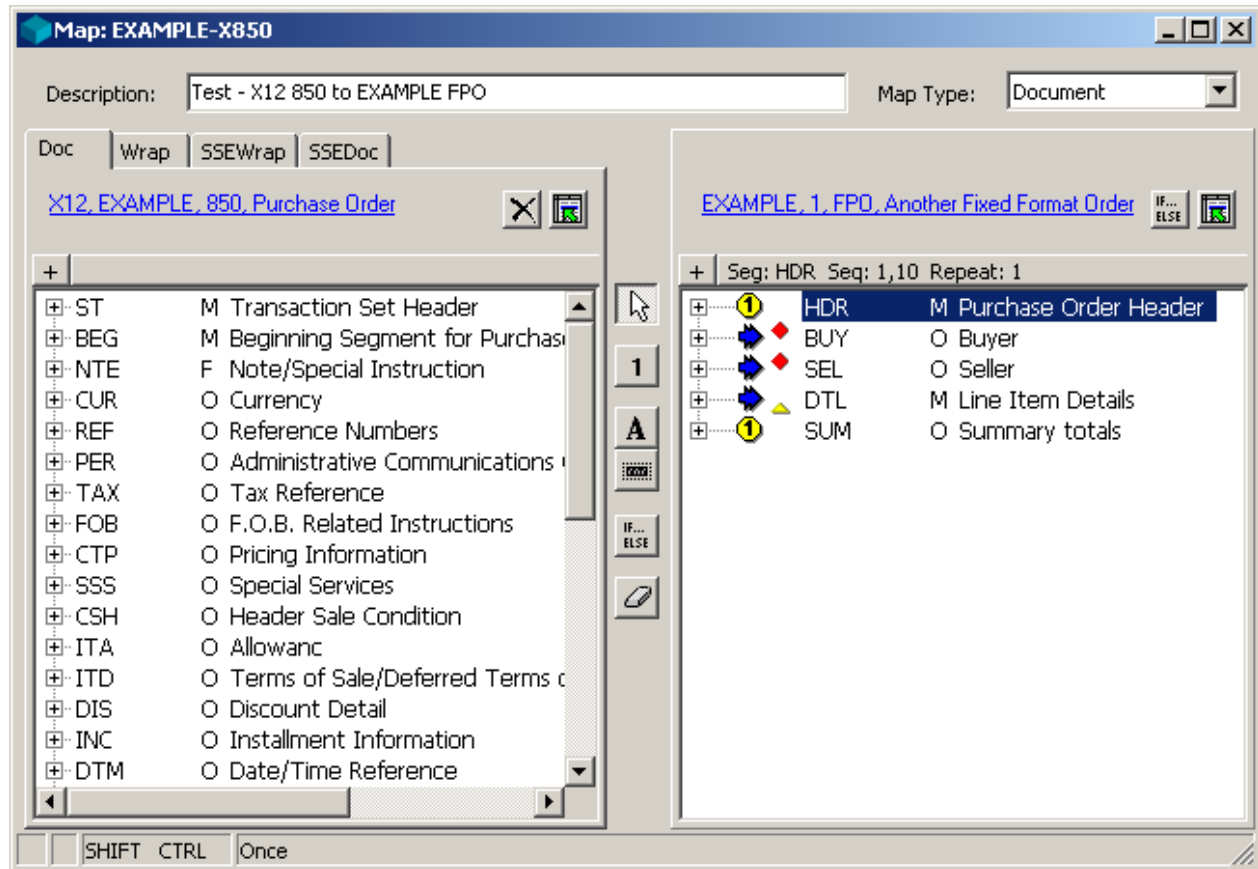 Map: EXAMPLE-X850
Description: Test - X12 850 to EXAMPLE FPO Map Type: Document
Doc Wrap SSEWrap SSEDoc
X12, EXAMPLE, 850, Purchase Order
EXAMPLE, 1, FPO, Another Fixed Format Order IF... ELSE
+
ST M Transaction Set Header
BEG M Beginning Segment for Purchas
NTE F Note/Special Instruction
CUR O Currency
REF O Reference Numbers
PER O Administrative Communications
TAX O Tax Reference
FOB O F.O.B. Related Instructions
CTP O Pricing Information
SSS O Special Services
CSH O Header Sale Condition
ITA O Allowanc
ITD O Terms of Sale/Deferred Terms
DIS O Discount Detail
INC O Installment Information
DTM O Date/Time Reference
1
A
IF...
ELSE
+ Seg: HDR Seq: 1,10 Repeat: 1
1 HDR M Purchase Order Header
BUY O Buyer
SEL O Seller
DTL M Line Item Details
1 SUM O Summary totals
SHIFT CTRL Once